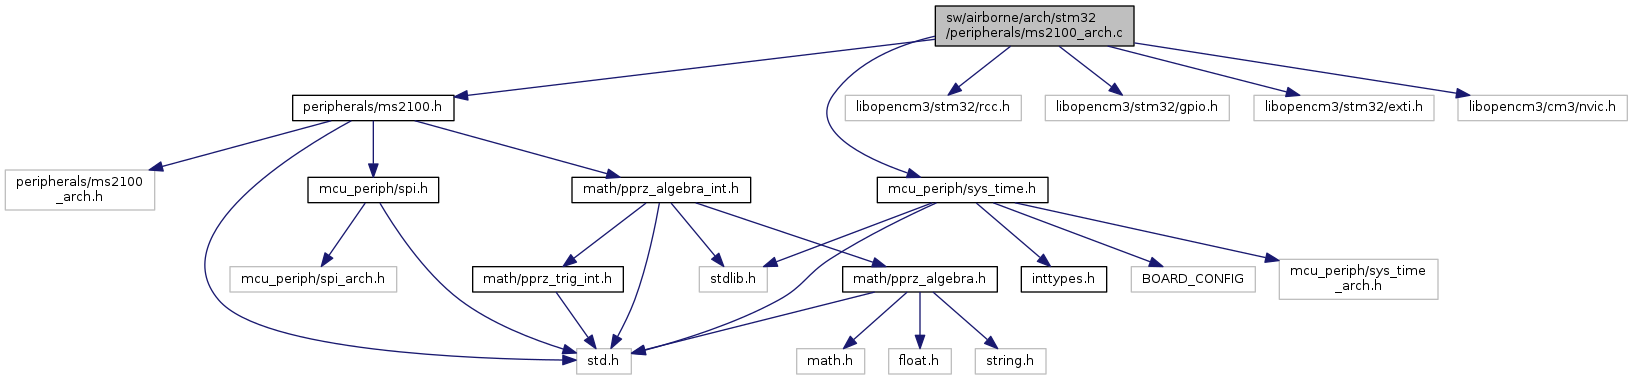 sw/airborne/arch/stm32
/peripherals/ms2100_arch.c
peripherals/ms2100.h
libopencm3/stm32/rcc.h
libopencm3/stm32/gpio.h
libopencm3/stm32/exti.h
libopencm3/cm3/nvic.h
peripherals/ms2100
_arch.h
mcu_periph/spi.h
math/pprz_algebra_int.h
mcu_periph/sys_time.h
mcu_periph/spi_arch.h
math/pprz_trig_int.h
stdlib.h
math/pprz_algebra.h
inttypes.h
BOARD_CONFIG
mcu_periph/sys_time
_arch.h
std.h
math.h
float.h
string.h